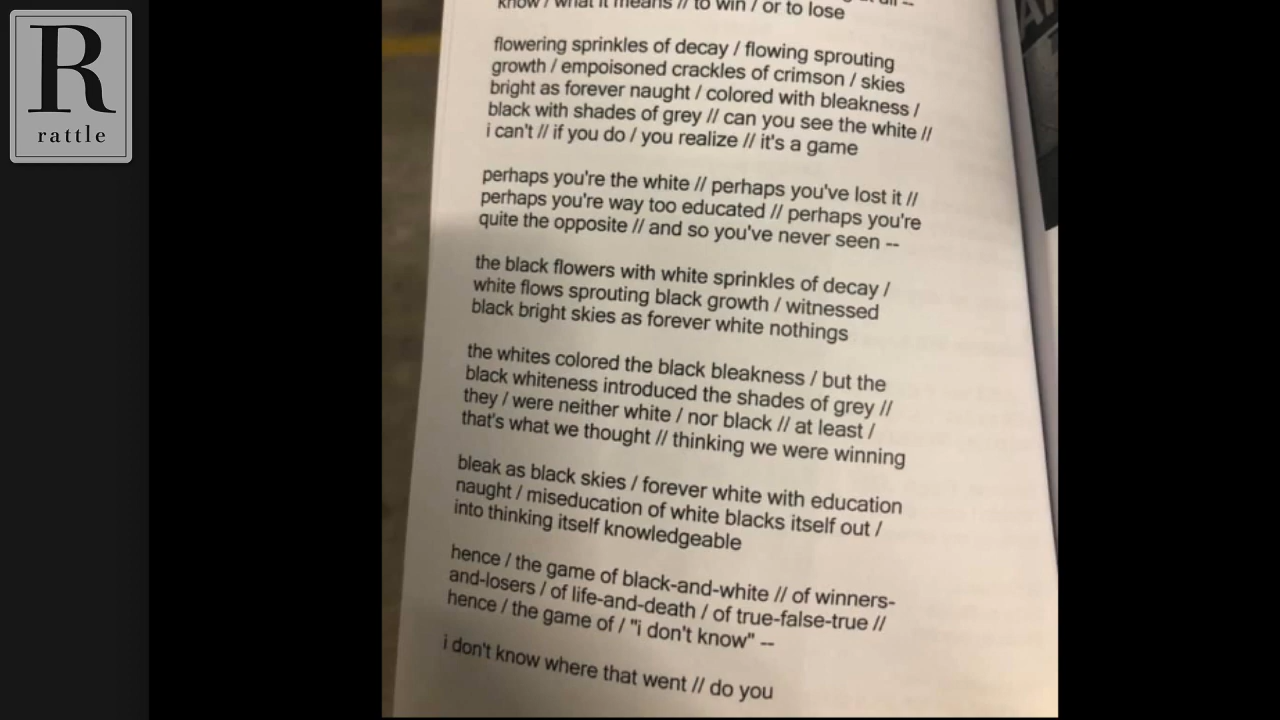 R
rattle
know / what it means // to win / or to lose
flowering sprinkles of decay / flowing sprouting
growth / empoisoned crackles of crimson / skies
bright as forever naught / colored with bleakness /
black with shades of grey // can you see the white //
i can't // if you do / you realize // it's a game
perhaps you're the white // perhaps you've lost it //
perhaps you're way too educated // perhaps you're
quite the opposite // and so you've never seen --
the black flowers with white sprinkles of decay /
white flows sprouting black growth / witnessed
black bright skies as forever white nothings
the whites colored the black bleakness / but the
black whiteness introduced the shades of grey //
they / were neither white / nor black // at least /
that's what we thought // thinking we were winning
bleak as black skies / forever white with education
naught / miseducation of white blacks itself out /
into thinking itself knowledgeable
hence / the game of black-and-white // of winners-
and-losers / of life-and-death / of true-false-true //
hence / the game of / "i don't know" --
i don't know where that went // do you